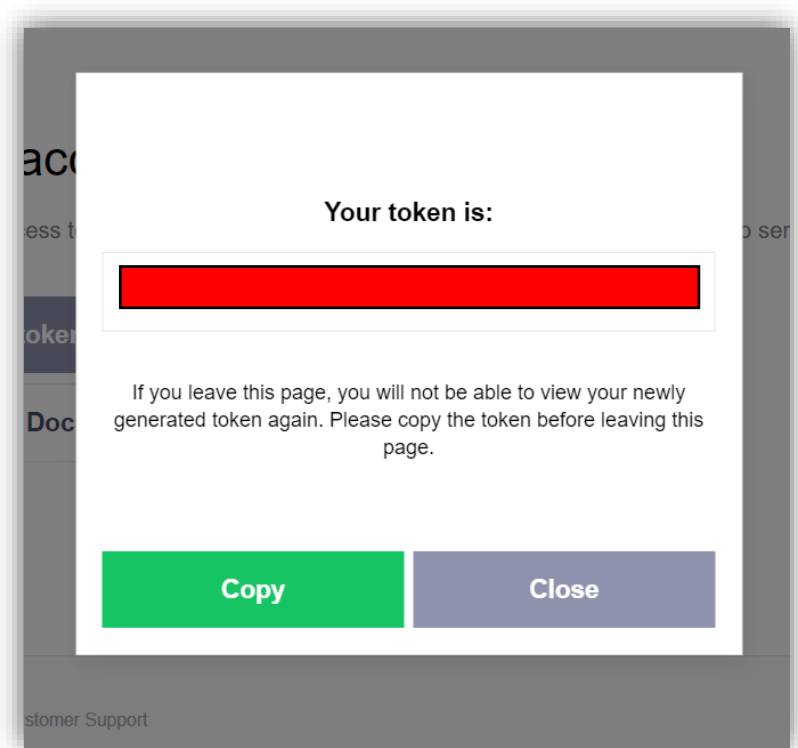 Your token is:
If you leave this page, you will not be able to view your newly
generated token again. Please copy the token before leaving this
page.
Copy
Close
Support